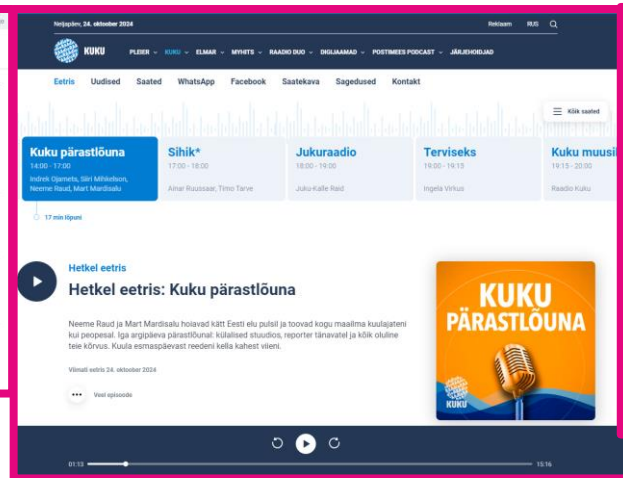 Neljapäev, 24. oktoober 2024 Reklaam RUS
KUKU PLEIER KUKU ELMAR MYHITS RAADIO DUO DIGIJAAMAD POSTIMEES PODCAST JÄRJEHOIDJAD
Eetris Uudised Saated WhatsApp Facebook Saatekava Sagedused Kontakt
Kõik saated
Kuku pärastlõuna
14:00 - 17:00
Indrek Ojamets, Siiri Mihkelson,
Neeme Raud, Mart Mardisalu
Sihik*
17:00 - 18:00
Ainar Ruussaar, Timo Tarve
Jukuraadio
18:00 - 19:00
Juku-Kalle Raid
Terviseks
19:00 - 19:15
Ingela Virkus
Kuku muusi
19:15 - 20:00
Raadio Kuku
17 min lõpuni
Hetkel eetris
Hetkel eetris: Kuku pärastlõuna
Neeme Raud ja Mart Mardisalu hoiavad kätt Eesti elu pulsil ja toovad kogu maailma kuulajateni
kui peopesal. Iga argipäeva pärastlõunal: külalised stuudios, reporter tänavatel ja kõik oluline
teie kõrvus. Kuula esmaspäevast reedeni kella kahest viieni.
Viimati eetris 24. oktoober 2024
Veel episoode
KUKU
PÄRASTLÕUNA
KUKU
01:13 15:16